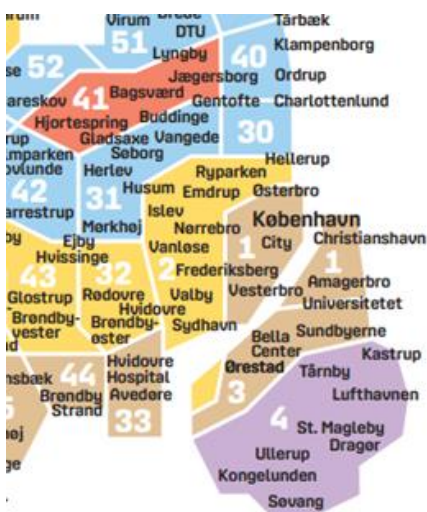 Virum
DTU
Tårbæk
51
Lyngby
40
Klampenborg
52
Jægersborg
Ordrup
41
Bagsværd
Gentofte
Charlottenlund
Hjortespring
Buddinge
30
Gladsaxe
Vangede
Søborg
Hellerup
Herlev
Ryparken
42
31
Husum
Emdrup
Østerbro
Islev
København
Mørkhøj
Nørrebro
1
City
Christianshavn
Ejby
Vanløse
1
Hvissinge
43
32
2
Frederiksberg
Amagerbro
Glostrup
Rødovre
Valby
Vesterbro
Universitetet
Hvidovre
Brøndby-
vester
Brøndby-
øster
Sydhavn
Bella
Center
Sundbyerne
Kastrup
Hvidovre
Hospital
Ørestad
Tårnby
44
Avedøre
3
Lufthavnen
Brøndby
Strand
33
4
St. Magleby
Dragør
Ullerup
Kongelunden
Søvang